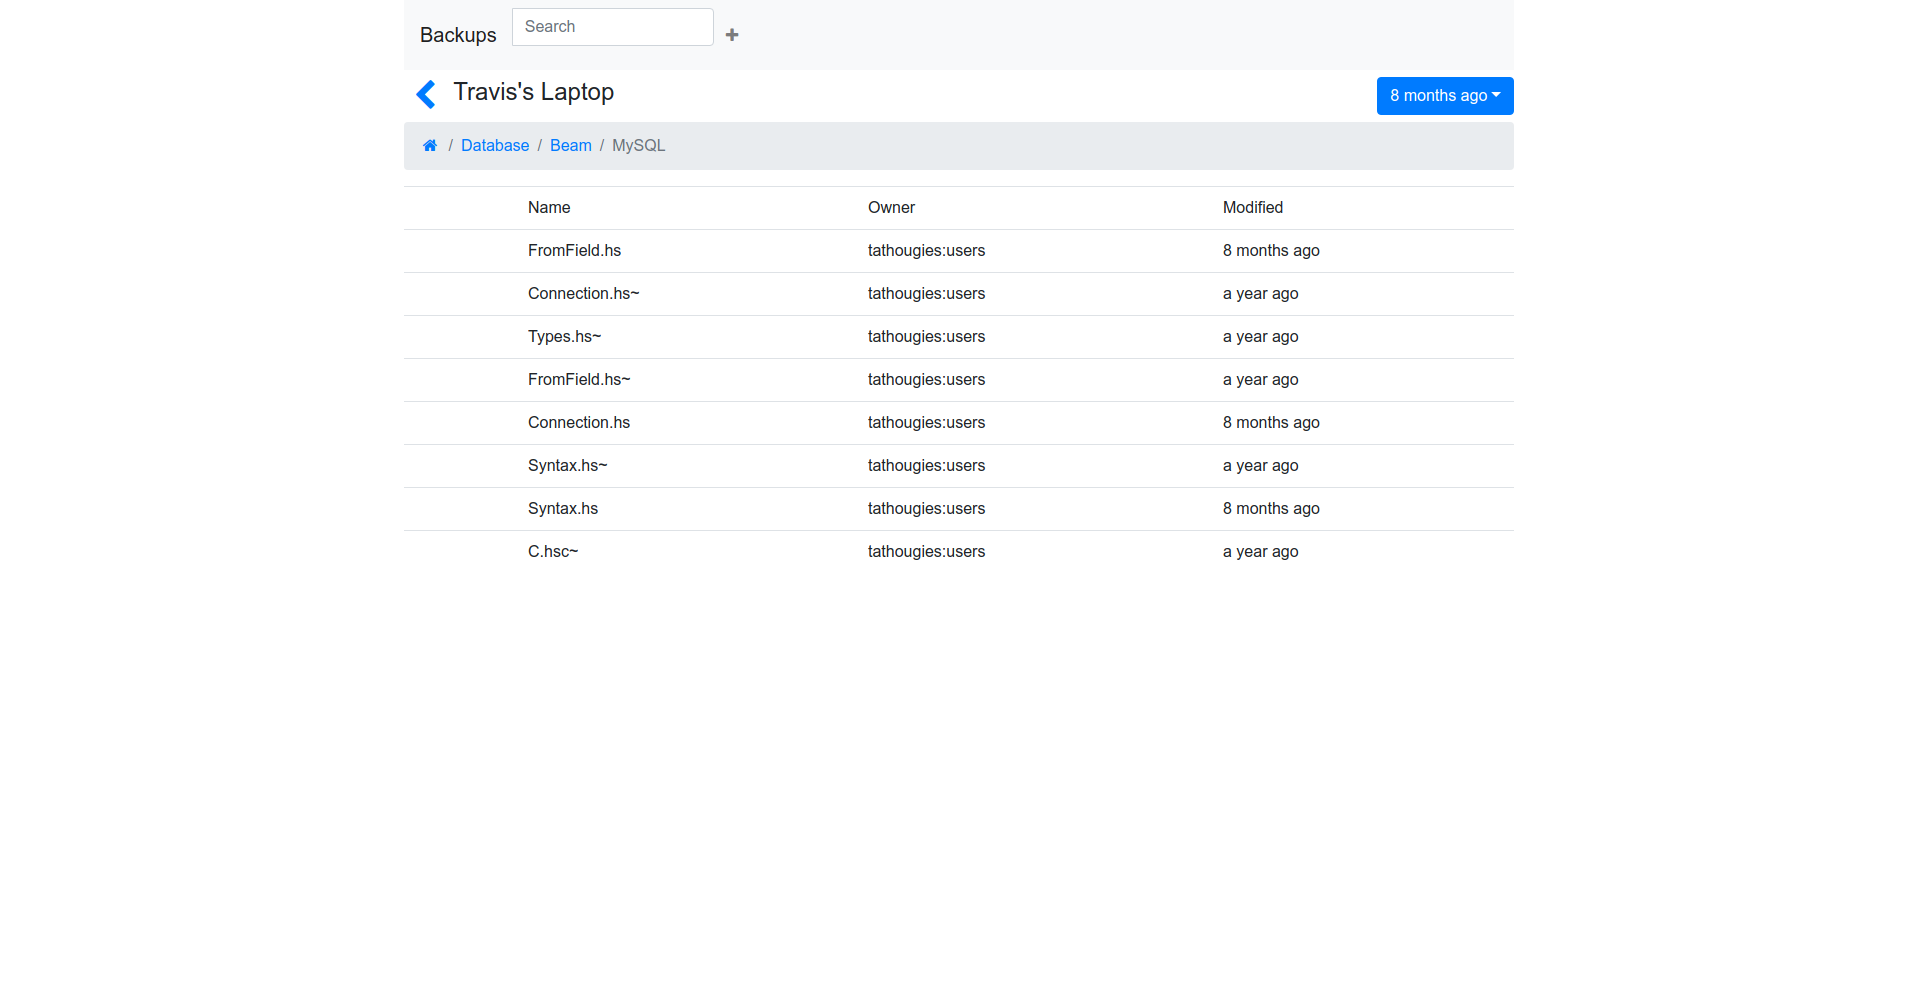 Backups Search
Travis's Laptop 8 months ago
/ Database / Beam / MySQL
Name Owner Modified
FromField.hs tathougies:users 8 months ago
Connection.hs~ tathougies:users a year ago
Types.hs~ tathougies:users a year ago
FromField.hs~ tathougies:users a year ago
Connection.hs tathougies:users 8 months ago
Syntax.hs~ tathougies:users a year ago
Syntax.hs tathougies:users 8 months ago
C.hsc~ tathougies:users a year ago